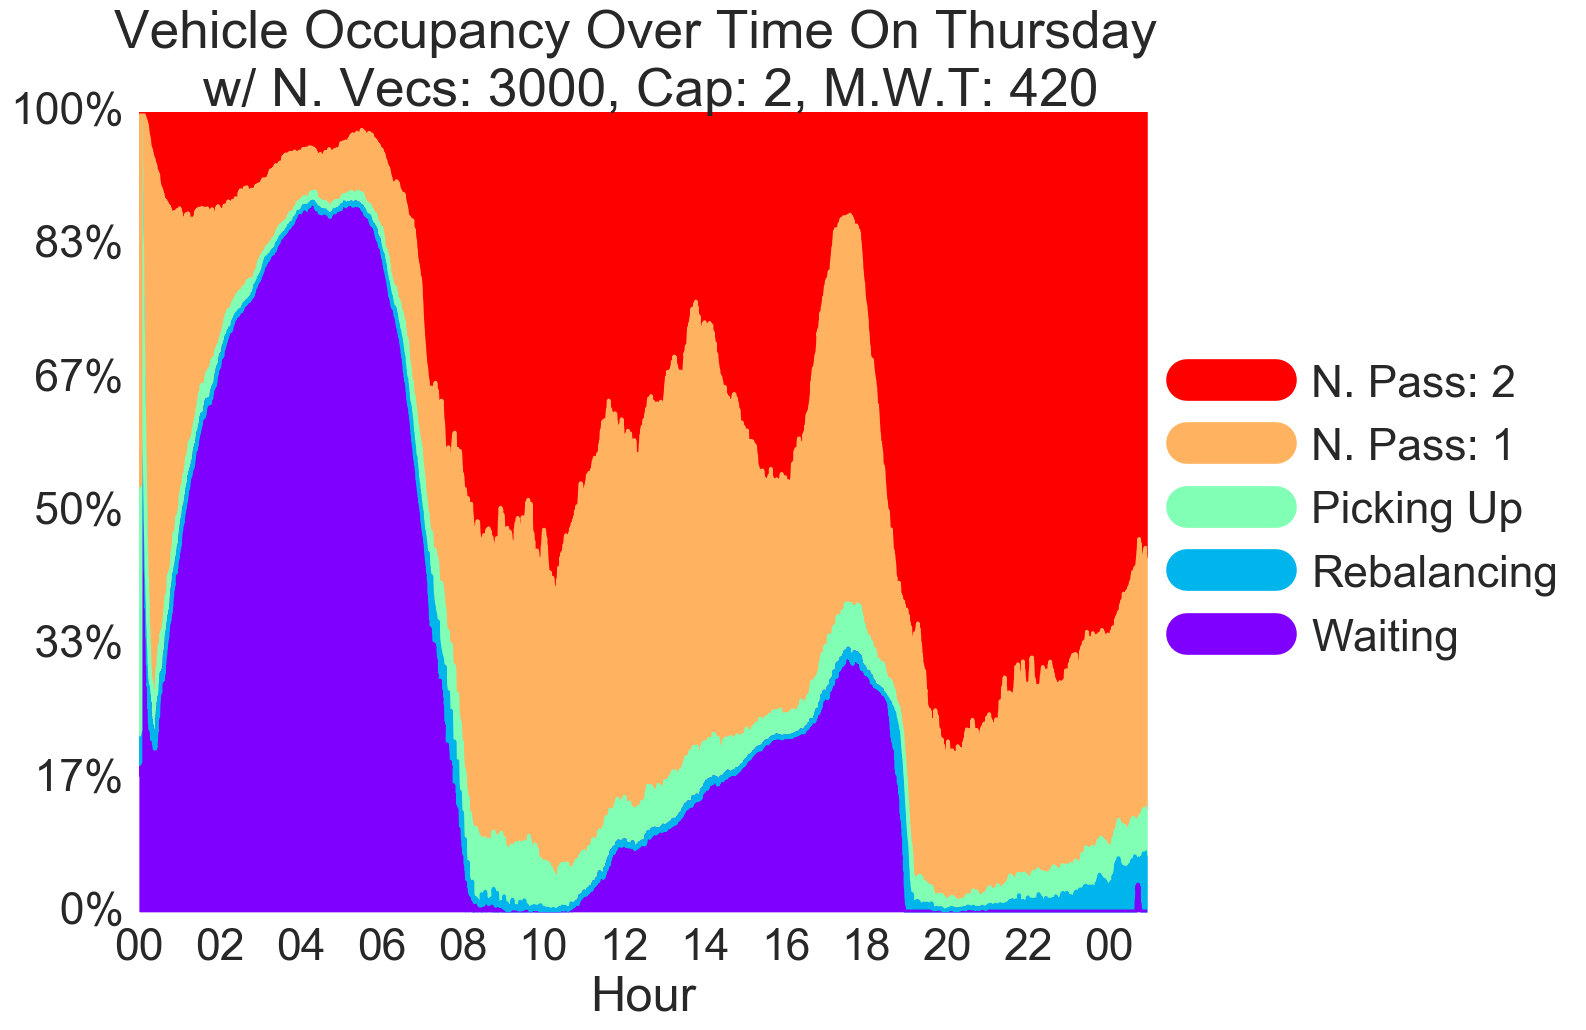 Vehicle Occupancy Over Time On Thursday
w/ N. Vecs: 3000, Cap: 2, M.W.T: 420
100%
83%
67%
50%
33%
17%
0%
00 02 04 06 08 10 12 14 16 18 20 22 00
Hour
N. Pass: 2
N. Pass: 1
Picking Up
Rebalancing
Waiting